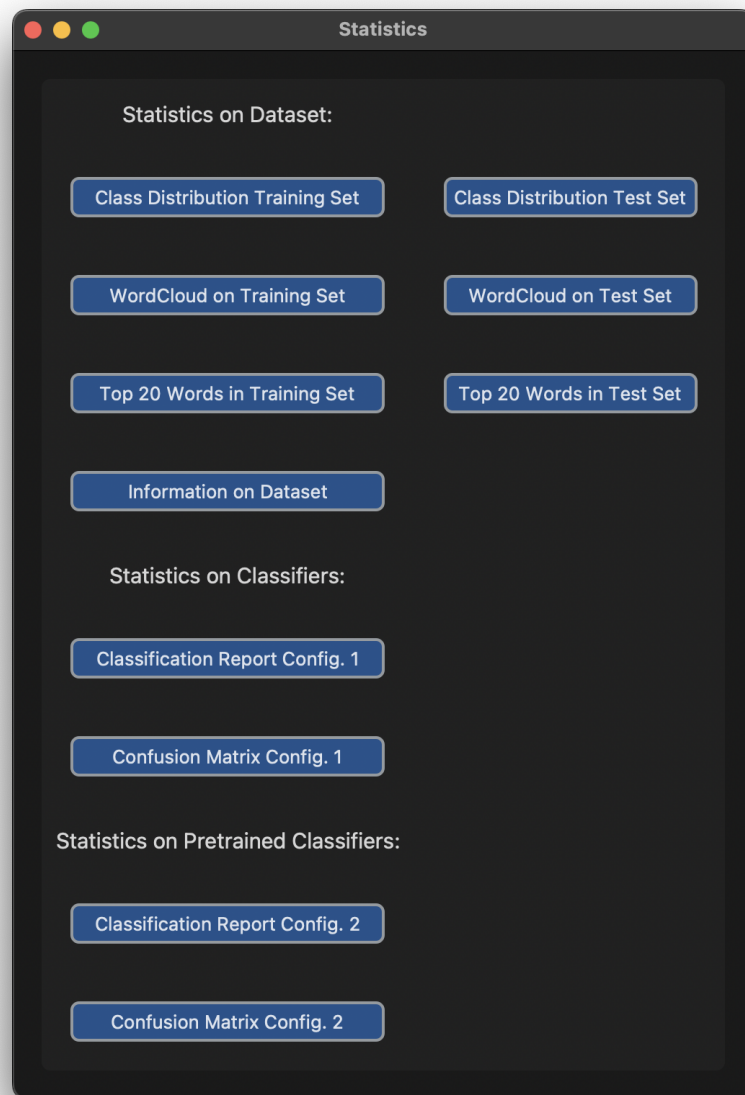 Statistics
Statistics on Dataset:
Class Distribution Training Set
Class Distribution Test Set
WordCloud on Training Set
WordCloud on Test Set
Top 20 Words in Training Set
Top 20 Words in Test Set
Information on Dataset
Statistics on Classifiers:
Classification Report Config. 1
Confusion Matrix Config. 1
Statistics on Pretrained Classifiers:
Classification Report Config. 2
Confusion Matrix Config. 2